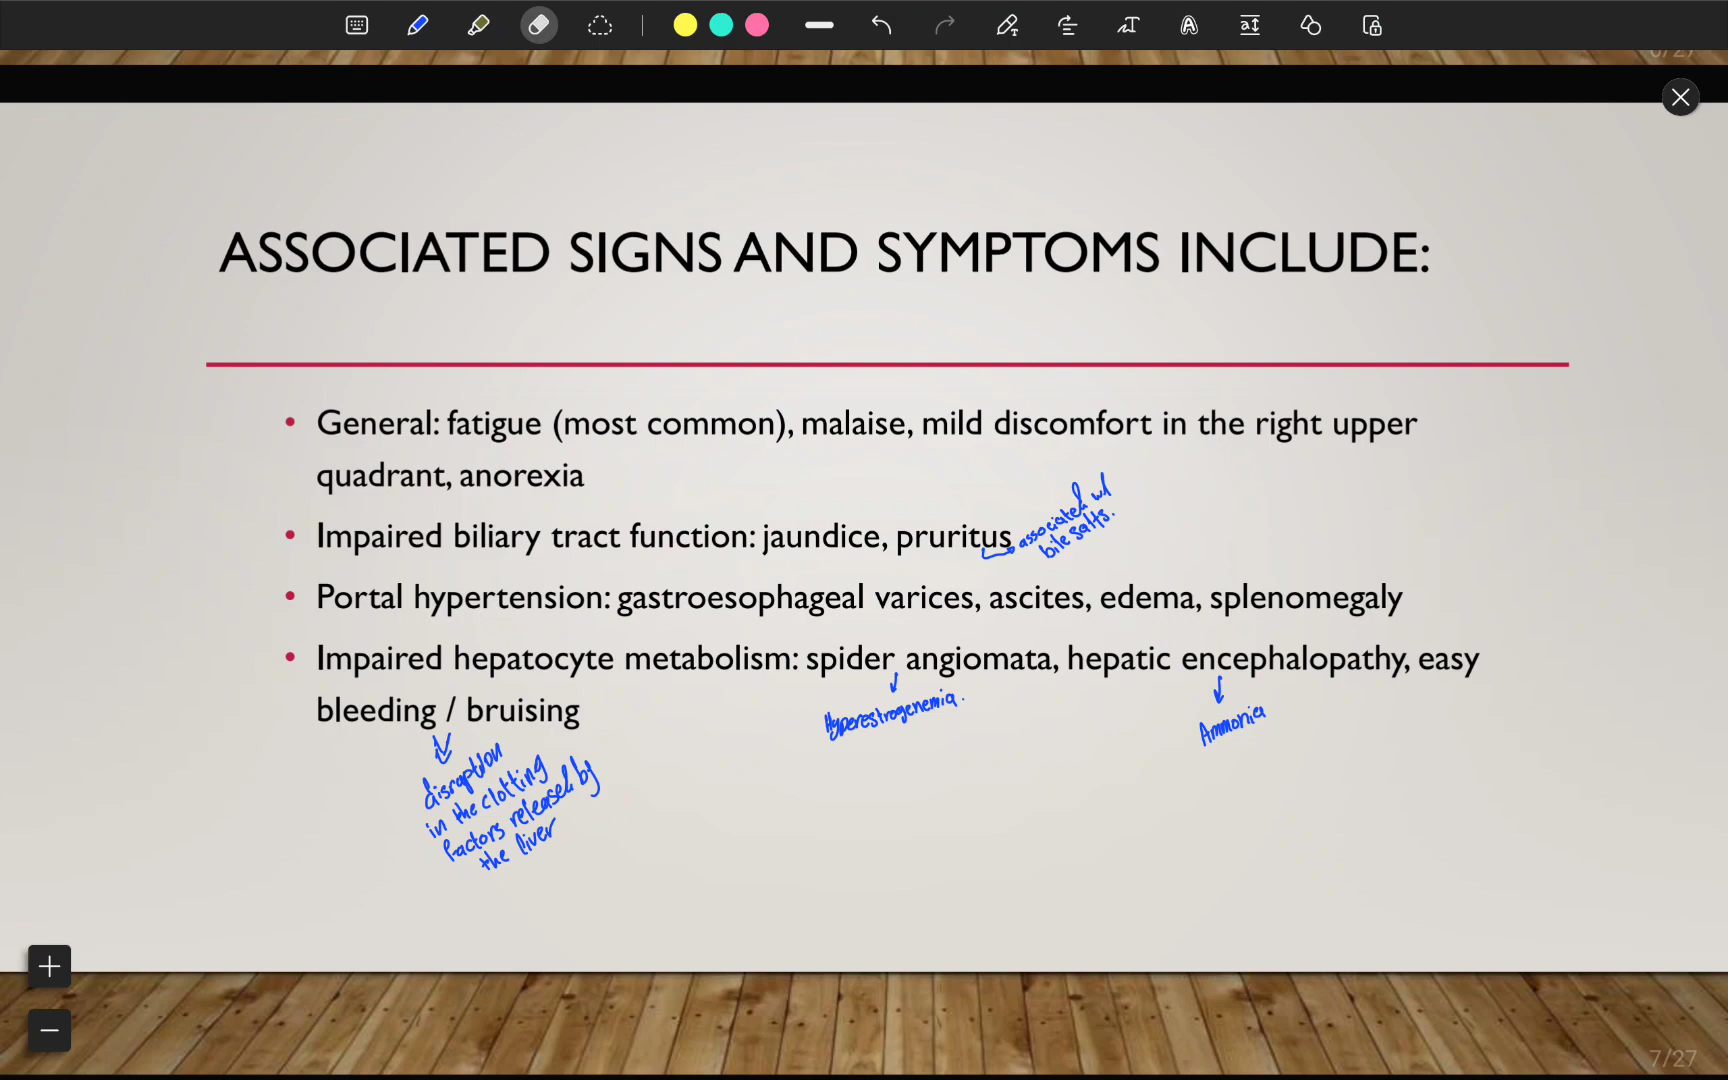 6/27
ASSOCIATED SIGNS AND SYMPTOMS INCLUDE:
• General: fatigue (most common), malaise, mild discomfort in the right upper
quadrant, anorexia
• Impaired biliary tract function: jaundice, pruritus
associated w/
bile salts.
• Portal hypertension: gastroesophageal varices, ascites, edema, splenomegaly
• Impaired hepatocyte metabolism: spider angiomata, hepatic encephalopathy, easy
bleeding / bruising
Hyperestrogenemia.
Ammonia
disruption
in the clotting
factors released by
the liver
7/27